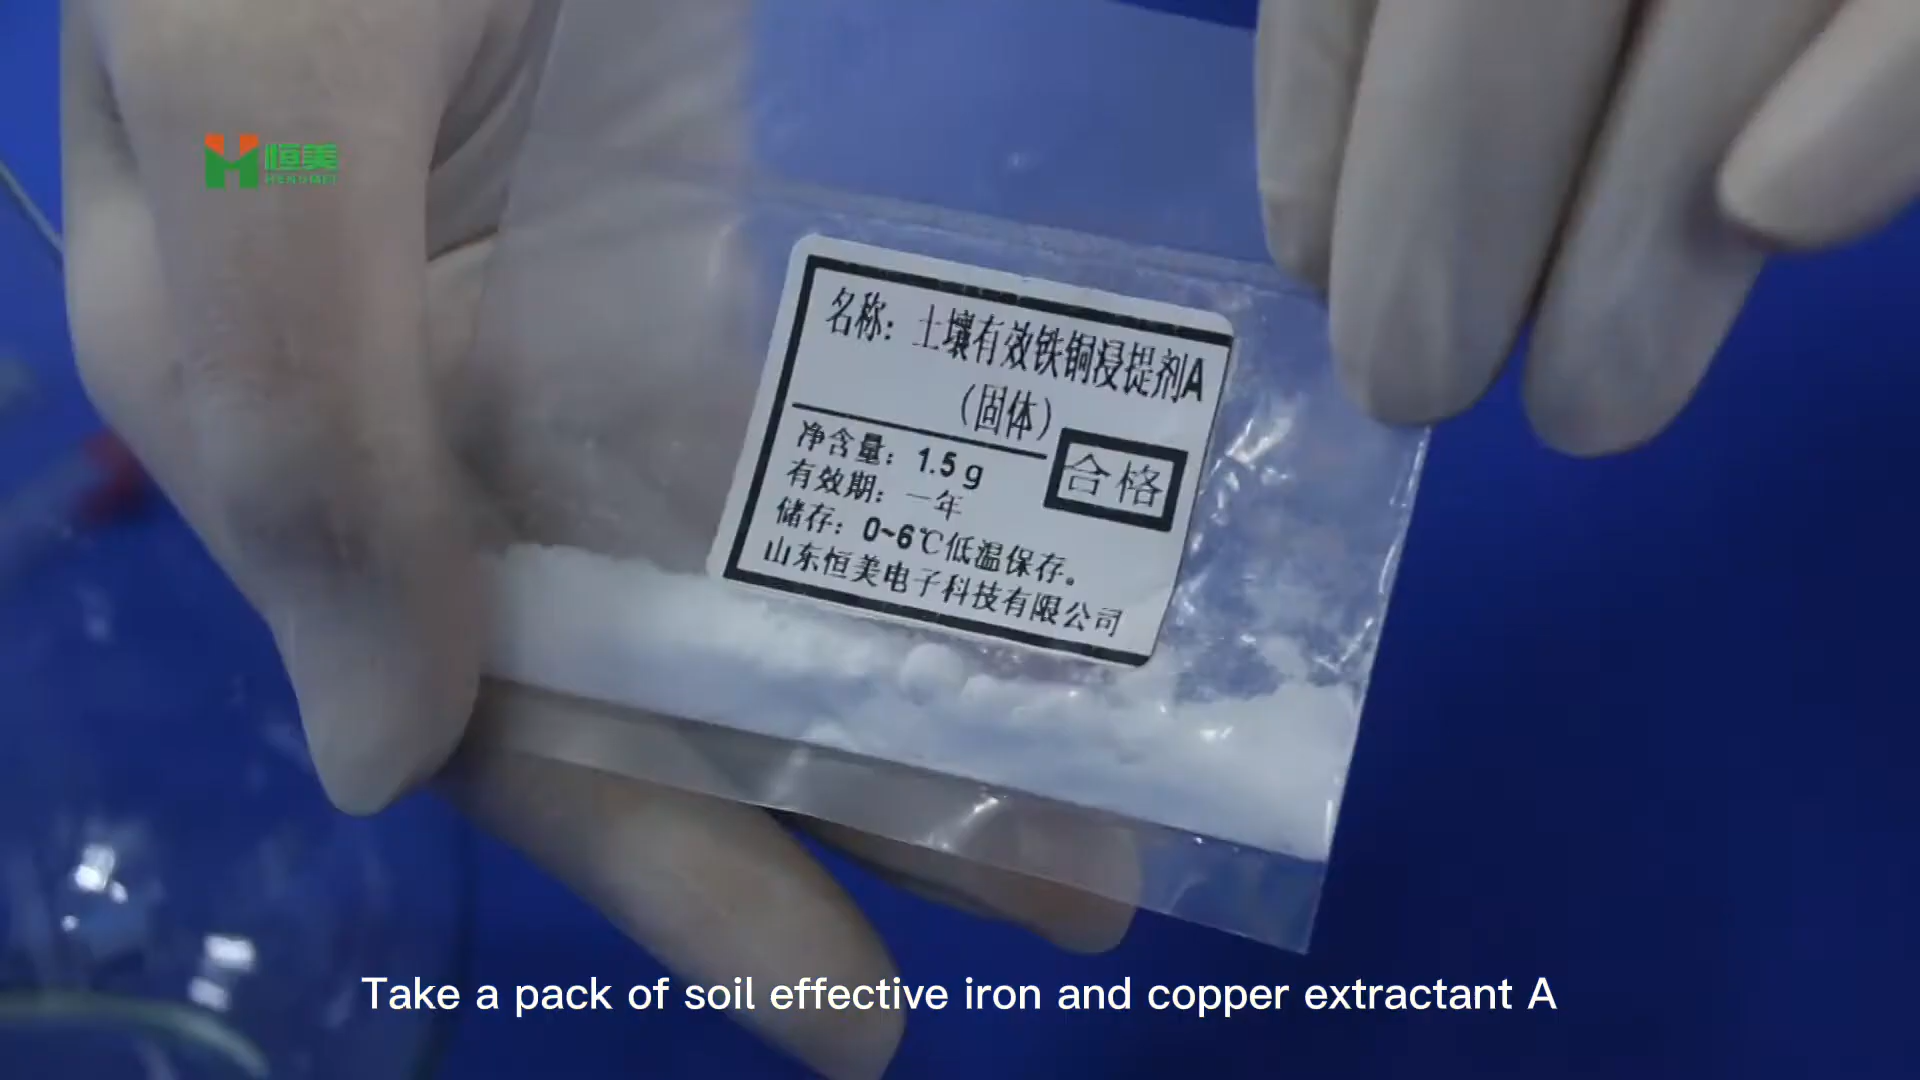 恒美
HENGMEI
名称：土壤有效铁铜浸提剂A
（固体）
净含量：1.5 g
合格
有效期：一年
储存：0~6℃低温保存。
山东恒美电子科技有限公司
Take a pack of soil effective iron and copper extractant A